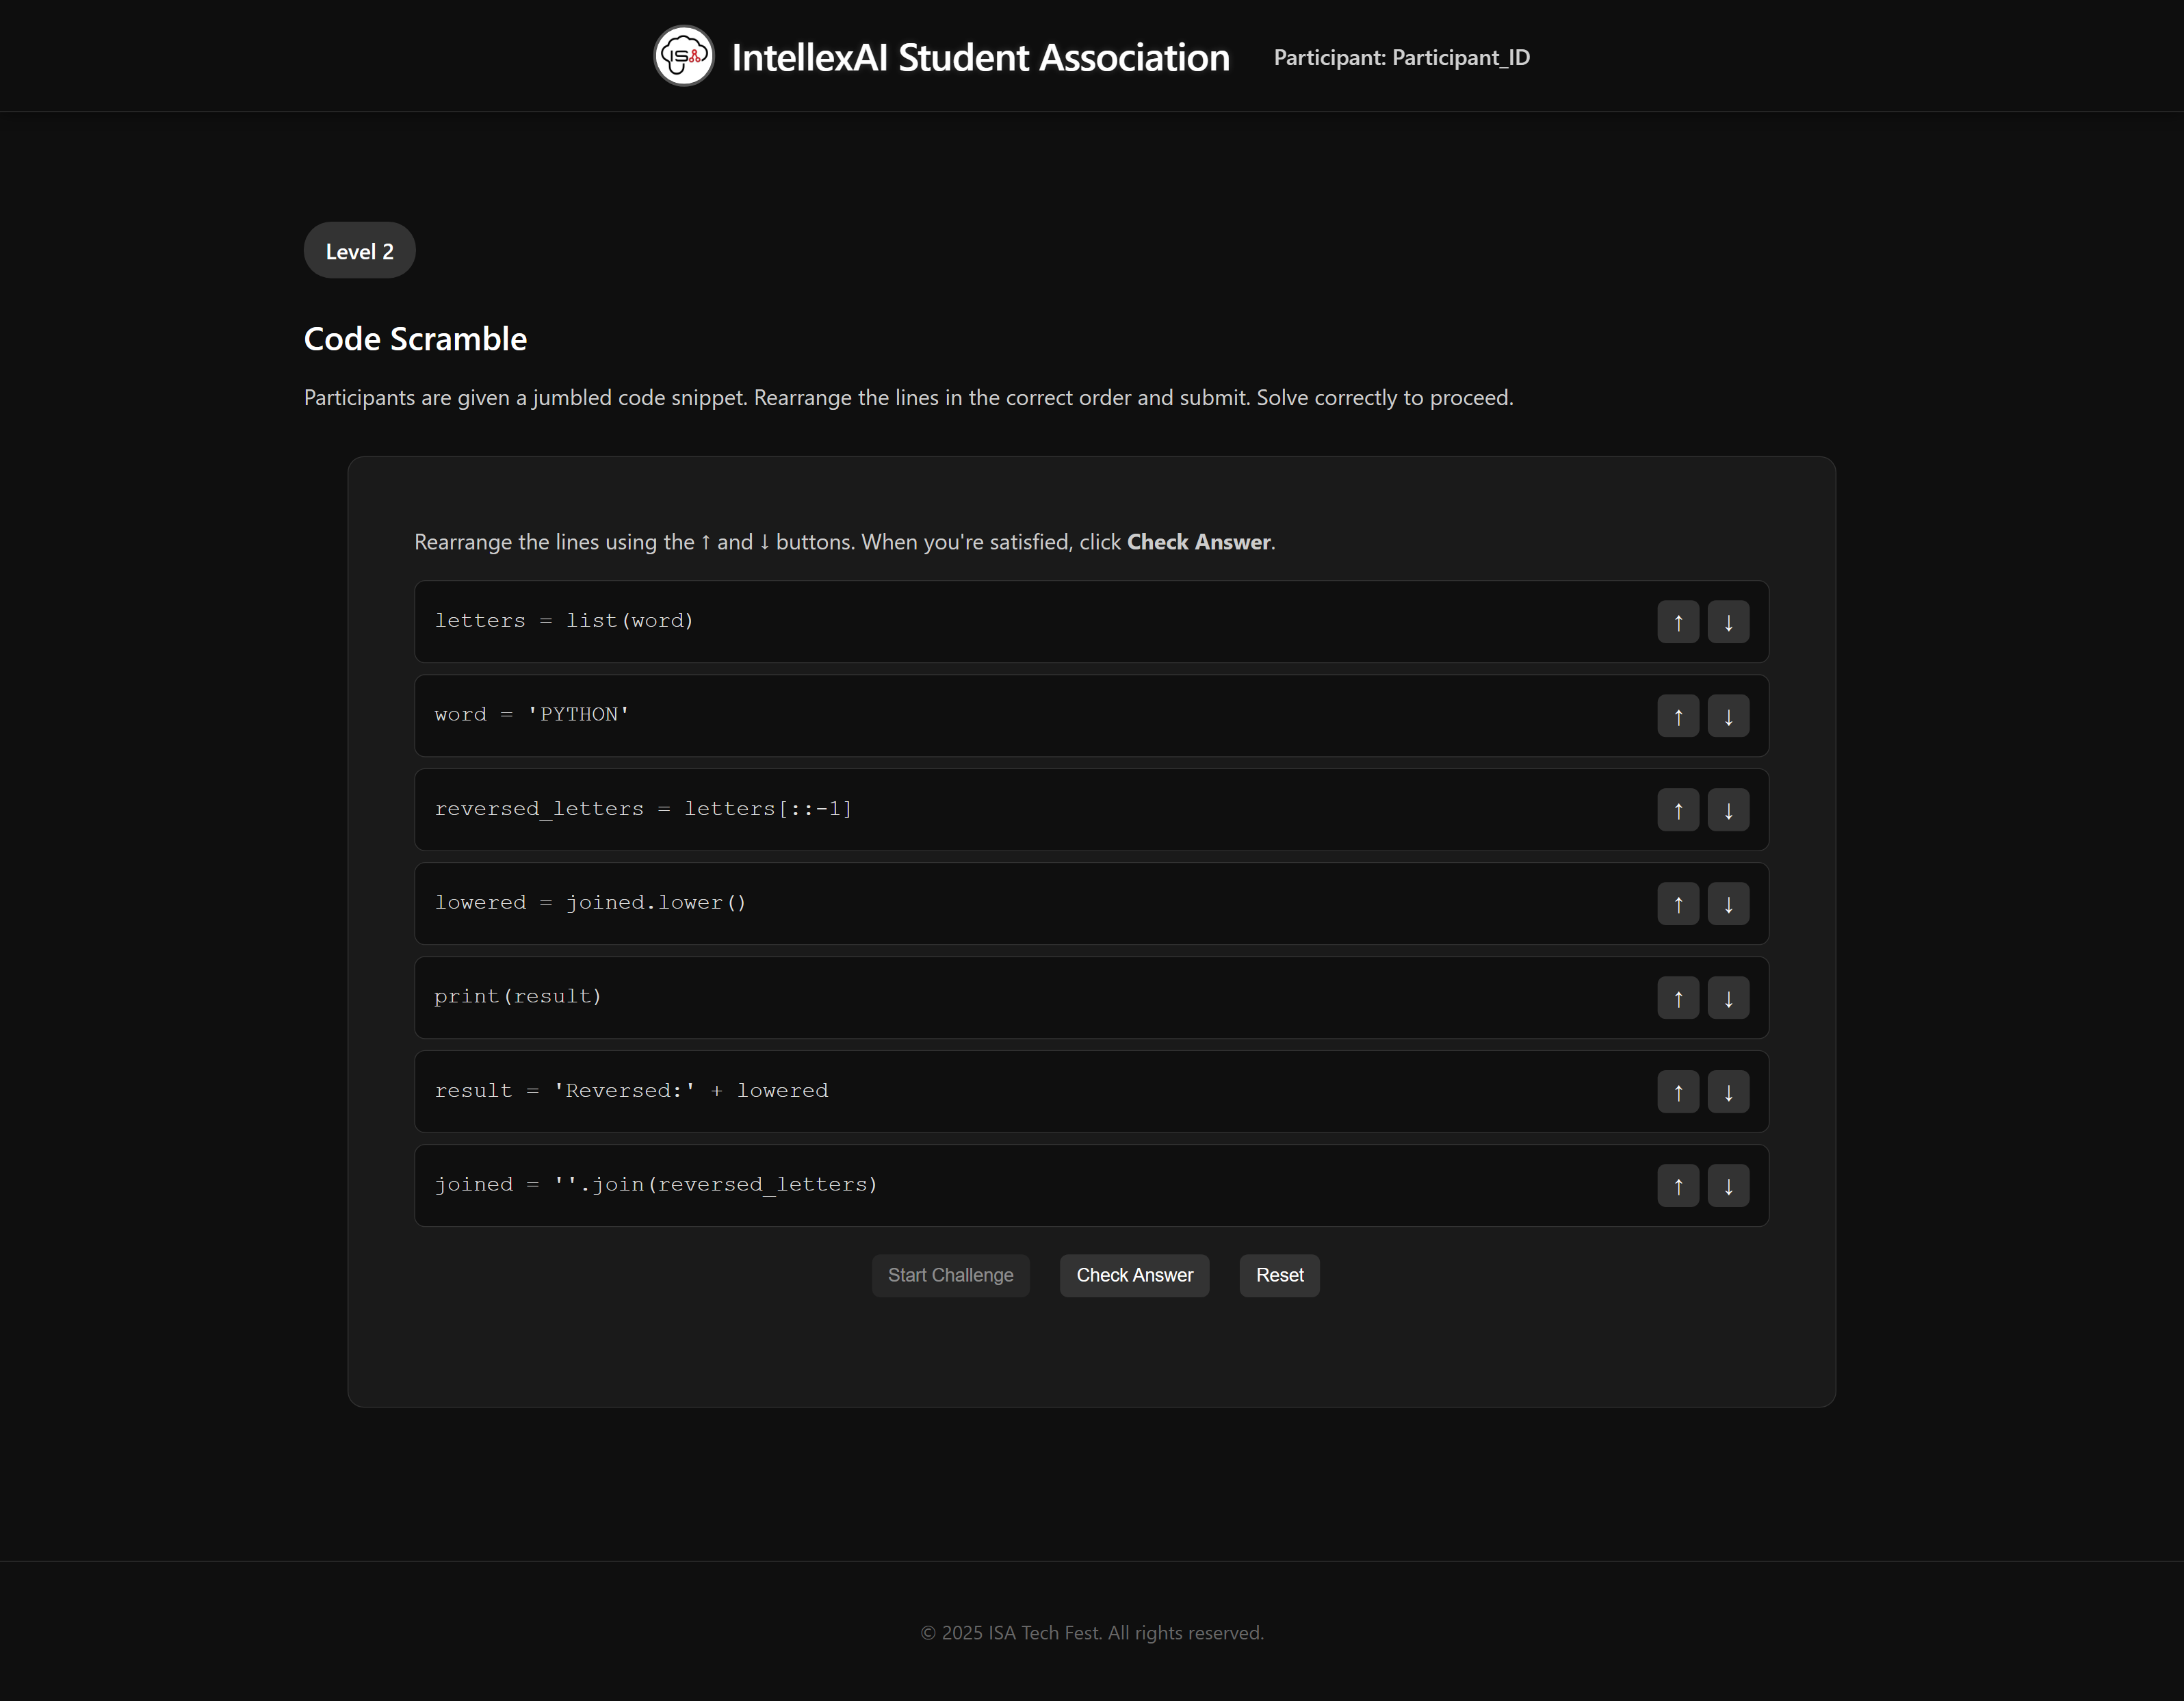 ISA IntellexAI Student Association Participant: Participant_ID
Level 2
Code Scramble
Participants are given a jumbled code snippet. Rearrange the lines in the correct order and submit. Solve correctly to proceed.
Rearrange the lines using the ↑ and ↓ buttons. When you're satisfied, click Check Answer.
letters = list(word) ↑ ↓
word = 'PYTHON' ↑ ↓
reversed_letters = letters[::-1] ↑ ↓
lowered = joined.lower() ↑ ↓
print(result) ↑ ↓
result = 'Reversed:' + lowered ↑ ↓
joined = ''.join(reversed_letters) ↑ ↓
Start Challenge Check Answer Reset
© 2025 ISA Tech Fest. All rights reserved.